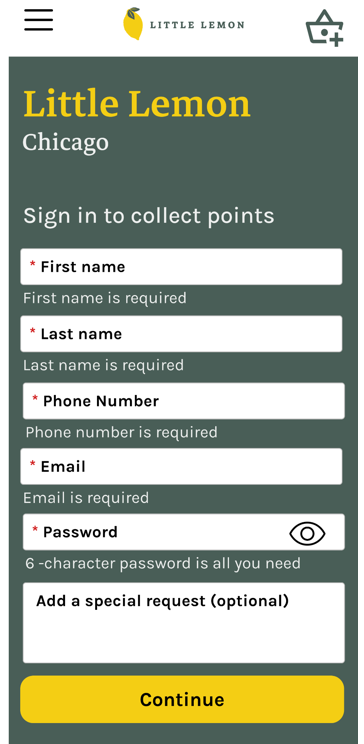 LITTLE LEMON
Little Lemon
Chicago
Sign in to collect points
* First name
First name is required
* Last name
Last name is required
* Phone Number
Phone number is required
* Email
Email is required
* Password
6 -character password is all you need
Add a special request (optional)
Continue